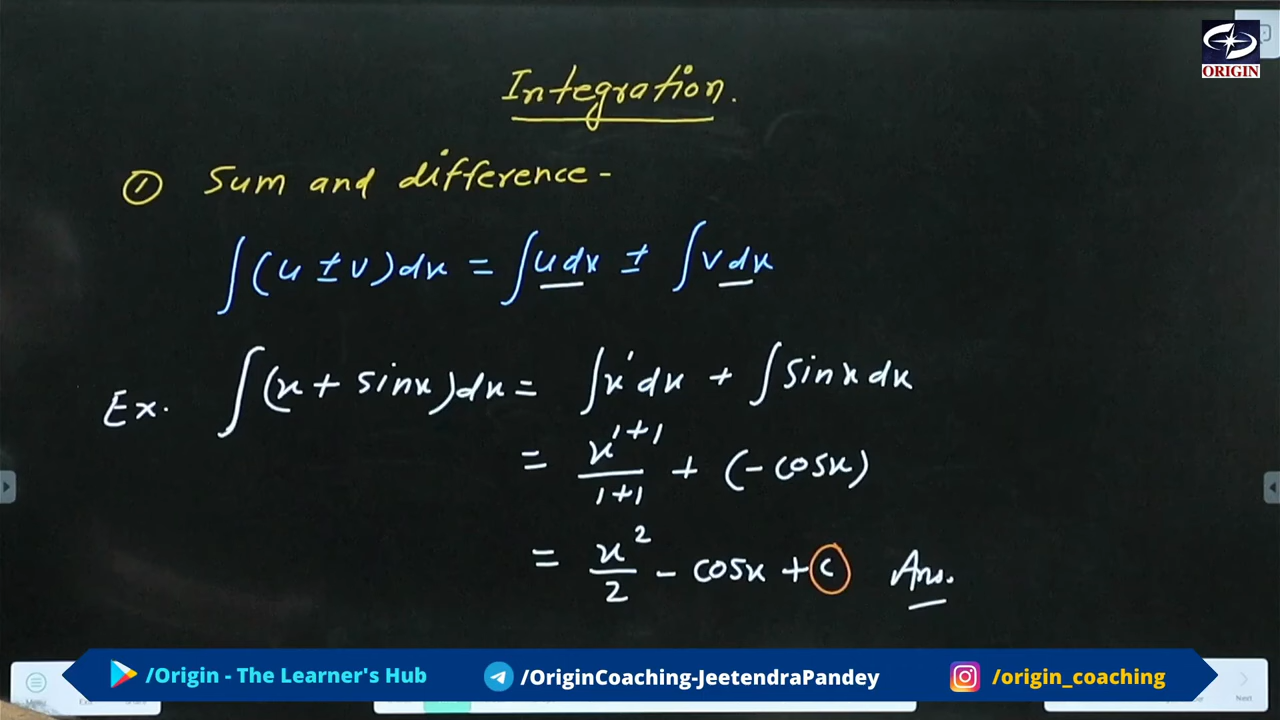 ORIGIN
Integration.
① Sum and difference -
∫(u ± v)dx = ∫u dx ± ∫v dx
Ex. ∫(x + sinx)dx = ∫x¹dx + ∫sinx dx
= x¹⁺¹/1+1 + (-cosx)
= x²/2 - cosx + c Ans.
/Origin - The Learner's Hub /OriginCoaching-JeetendraPandey /origin_coaching
Next